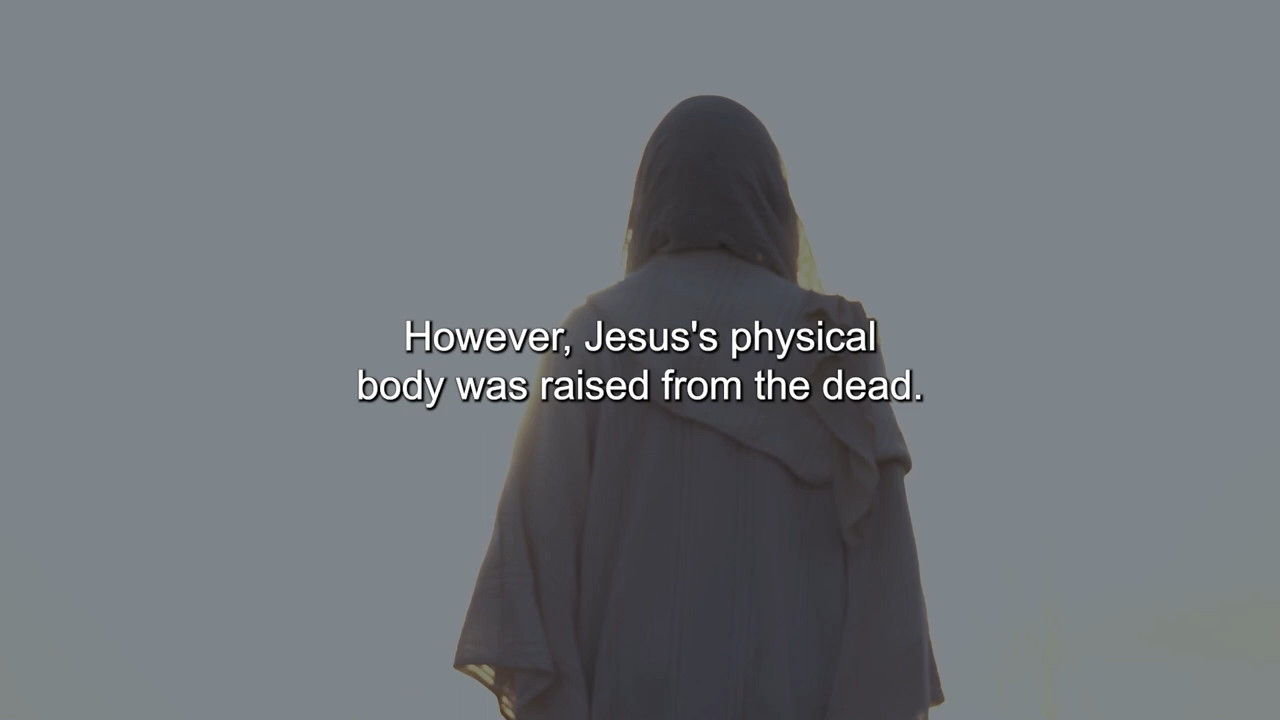 However, Jesus's physical
body was raised from the dead.